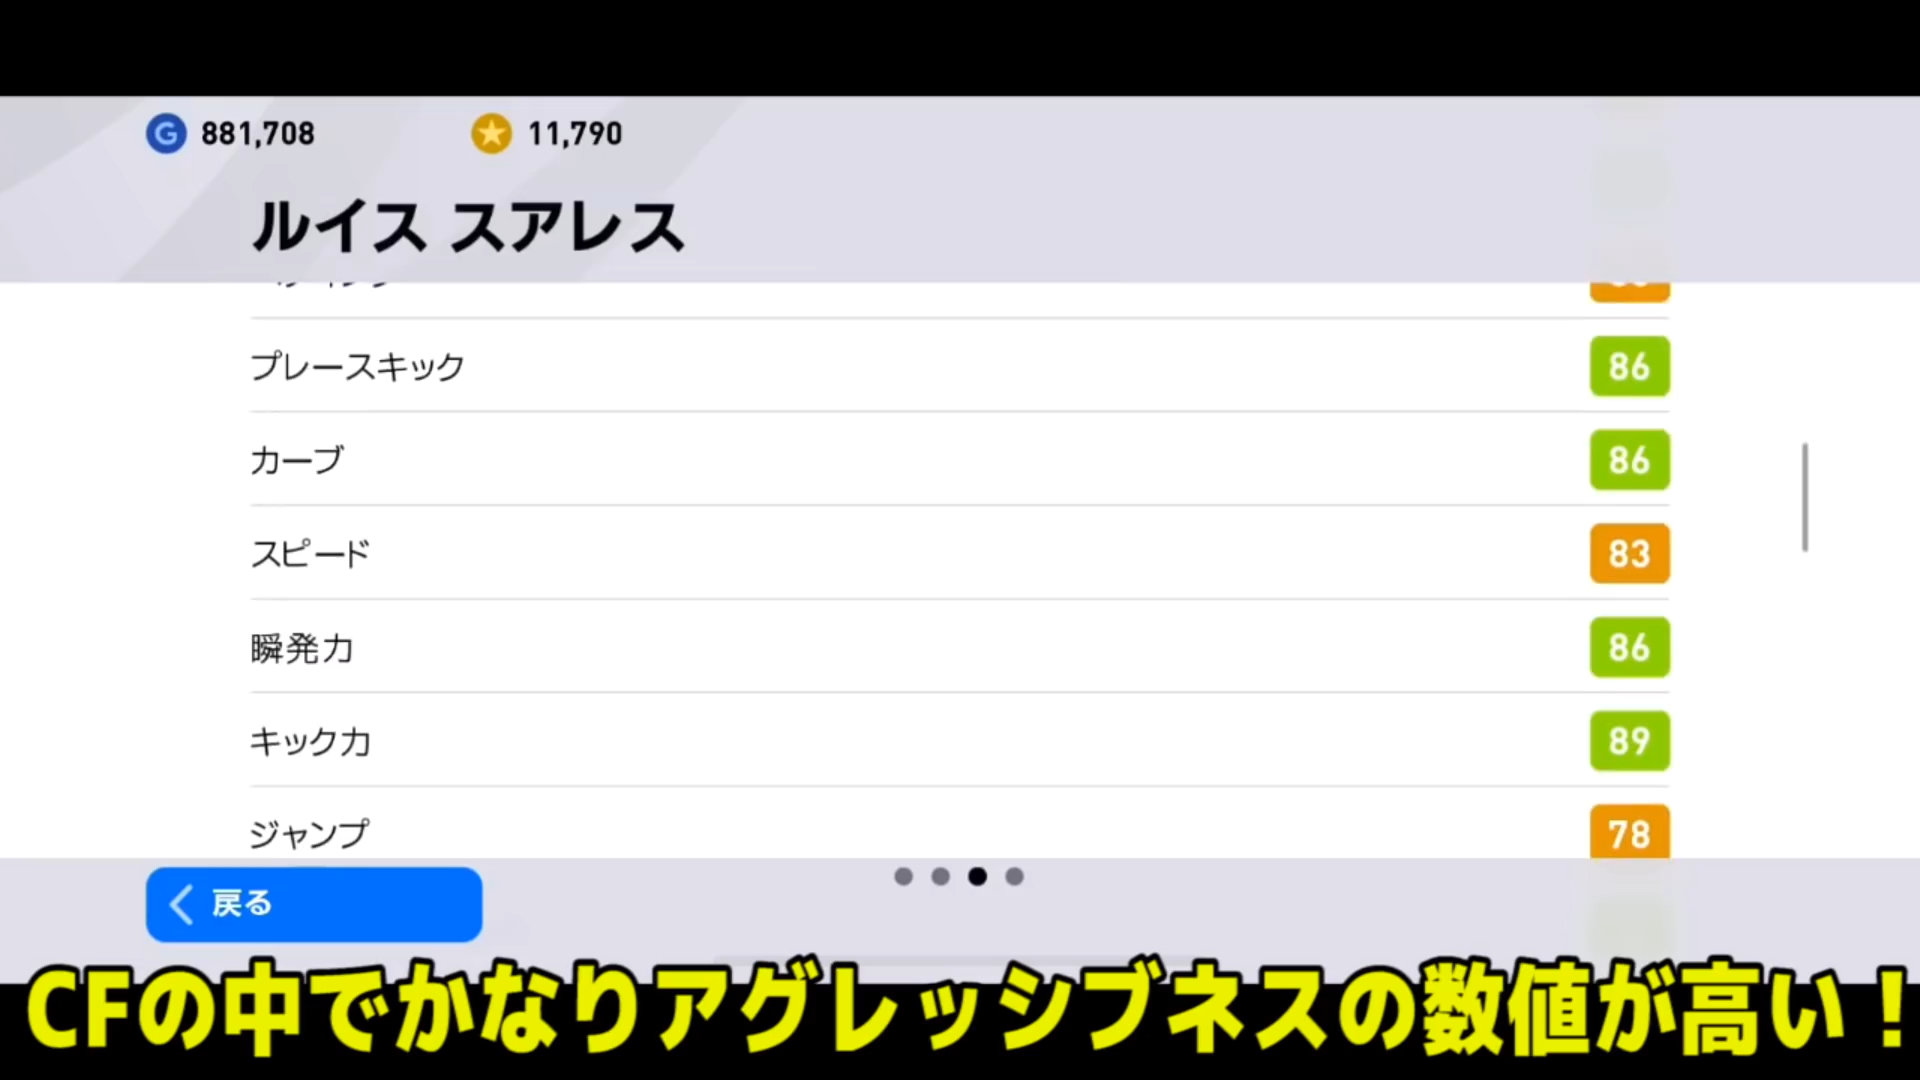 881,708
11,790
ルイス スアレス
プレースキック
86
カーブ
86
スピード
83
瞬発力
86
キック力
89
ジャンプ
78
戻る
CFの中でかなりアグレッシブネスの数値が高い！